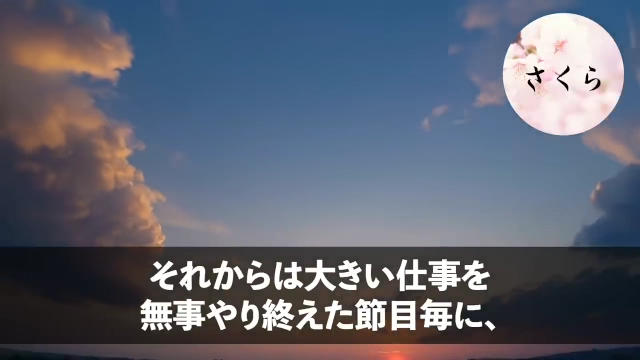 さくら
それからは大きい仕事を
無事やり終えた節目毎に、